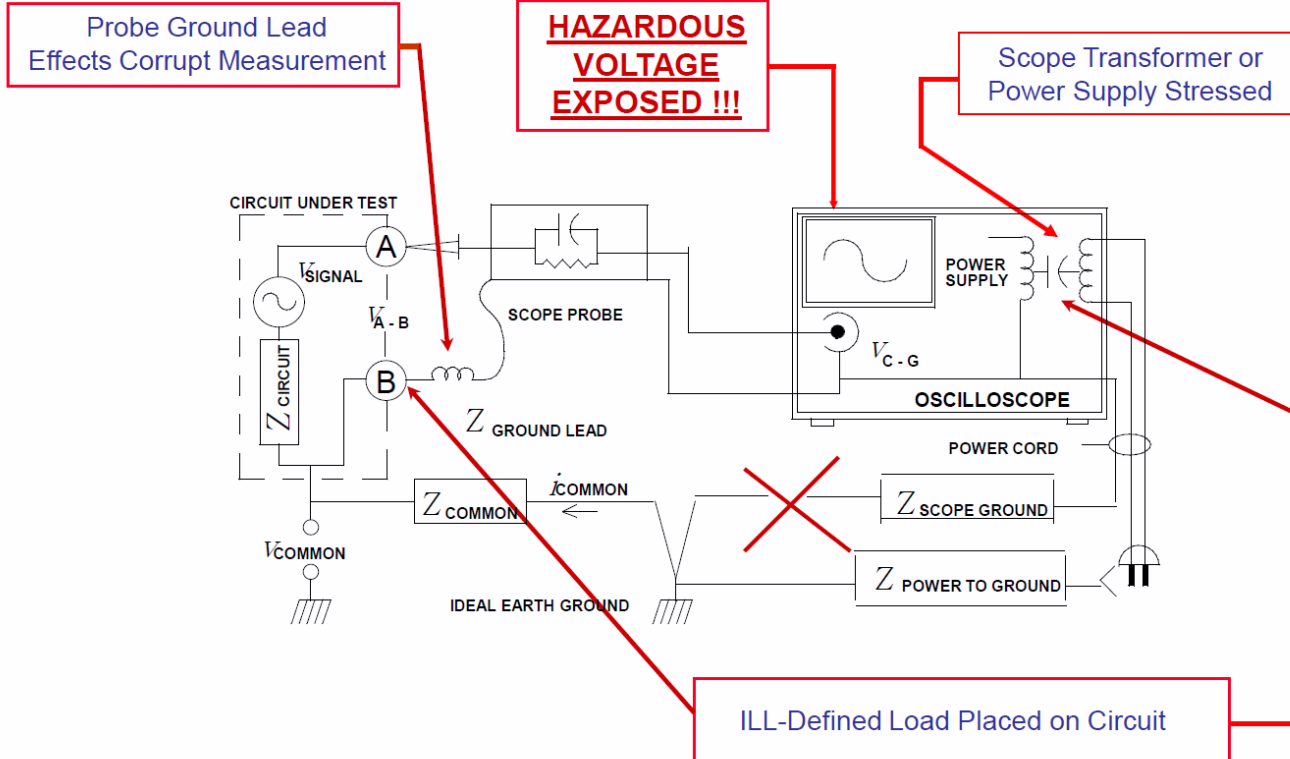 Probe Ground Lead
Effects Corrupt Measurement
HAZARDOUS
VOLTAGE
EXPOSED !!!
Scope Transformer or
Power Supply Stressed
CIRCUIT UNDER TEST
A
VSIGNAL
VA - B
SCOPE PROBE
POWER
SUPPLY
VC - G
Z CIRCUIT
B
OSCILLOSCOPE
Z GROUND LEAD
POWER CORD
Z COMMON
iCOMMON
Z SCOPE GROUND
VCOMMON
Z POWER TO GROUND
IDEAL EARTH GROUND
ILL-Defined Load Placed on Circuit